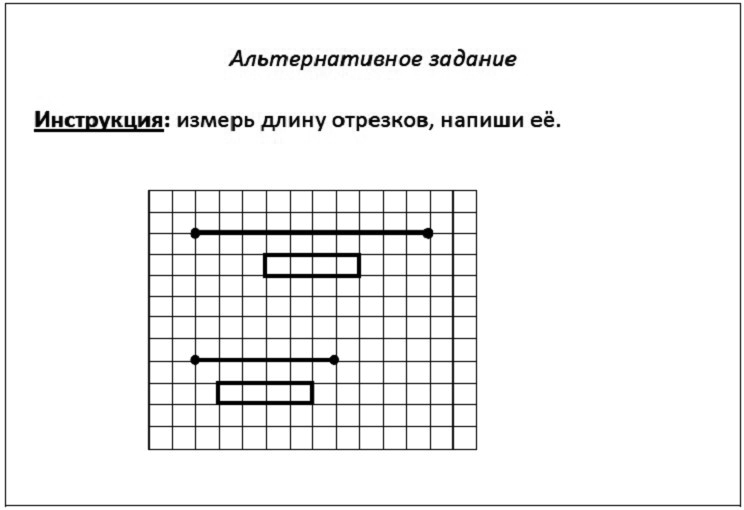 Альтернативное задание
Инструкция: измерь длину отрезков, напиши её.